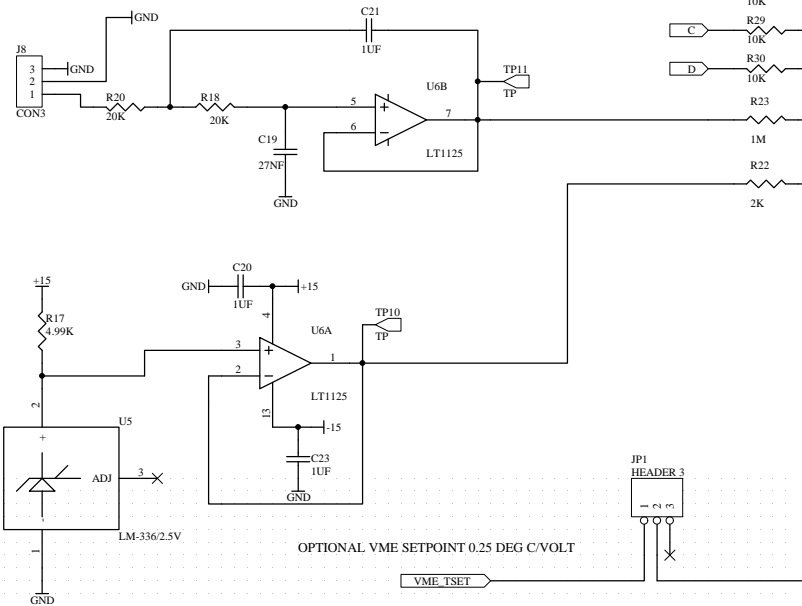 10K
C21
1UF
GND
J8
3
2
1
CON3
GND
R20
20K
R18
20K
C19
27NF
GND
5
6
7
U6B
LT1125
TP11
TP
C
R29
10K
D
R30
10K
R23
1M
R22
2K
+15
R17
4.99K
GND
C20
1UF
+15
4
U6A
3
2
1
LT1125
TP10
TP
13
-15
C23
1UF
GND
2
U5
+
-
ADJ
3
LM-336/2.5V
1
GND
JP1
HEADER 3
1
2
3
OPTIONAL VME SETPOINT 0.25 DEG C/VOLT
VME_TSET